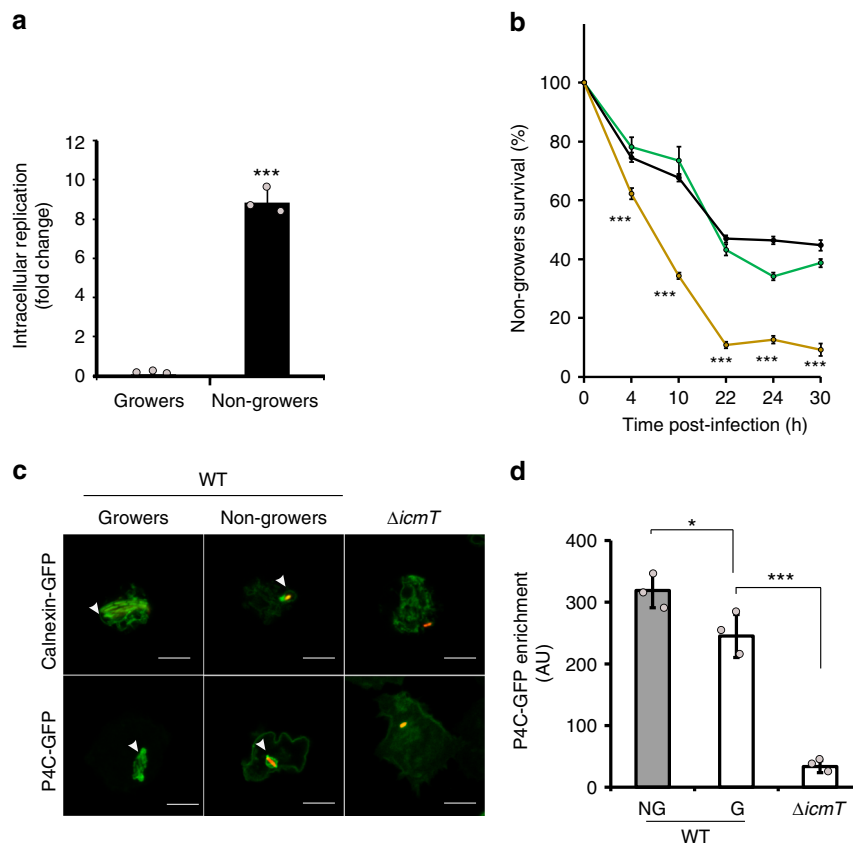 a
Intracellular replication
(fold change)
12
10
8
6
4
2
0
***
Growers
Non-growers
b
Non-growers survival (%)
100
80
60
40
20
0
***
***
***
***
***
0
4
10
22
24
30
Time post-infection (h)
c
WT
Growers
Non-growers
ΔicmT
Calnexin-GFP
P4C-GFP
d
P4C-GFP enrichment
(AU)
400
300
200
100
0
*
***
NG
G
ΔicmT
WT